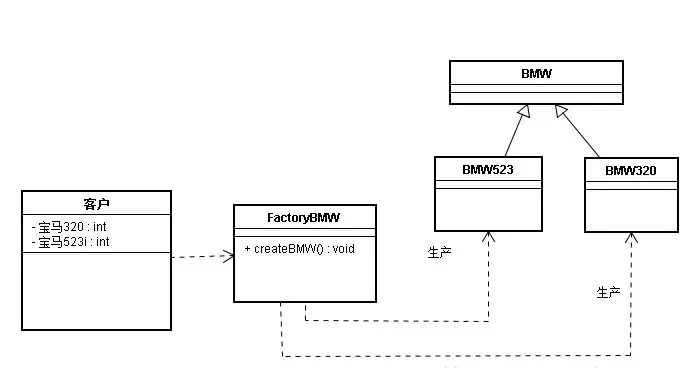 BMW
BMW523
BMW320
客户
- 宝马320 : int
- 宝马523i : int
FactoryBMW
+ createBMW() : void
生产
生产